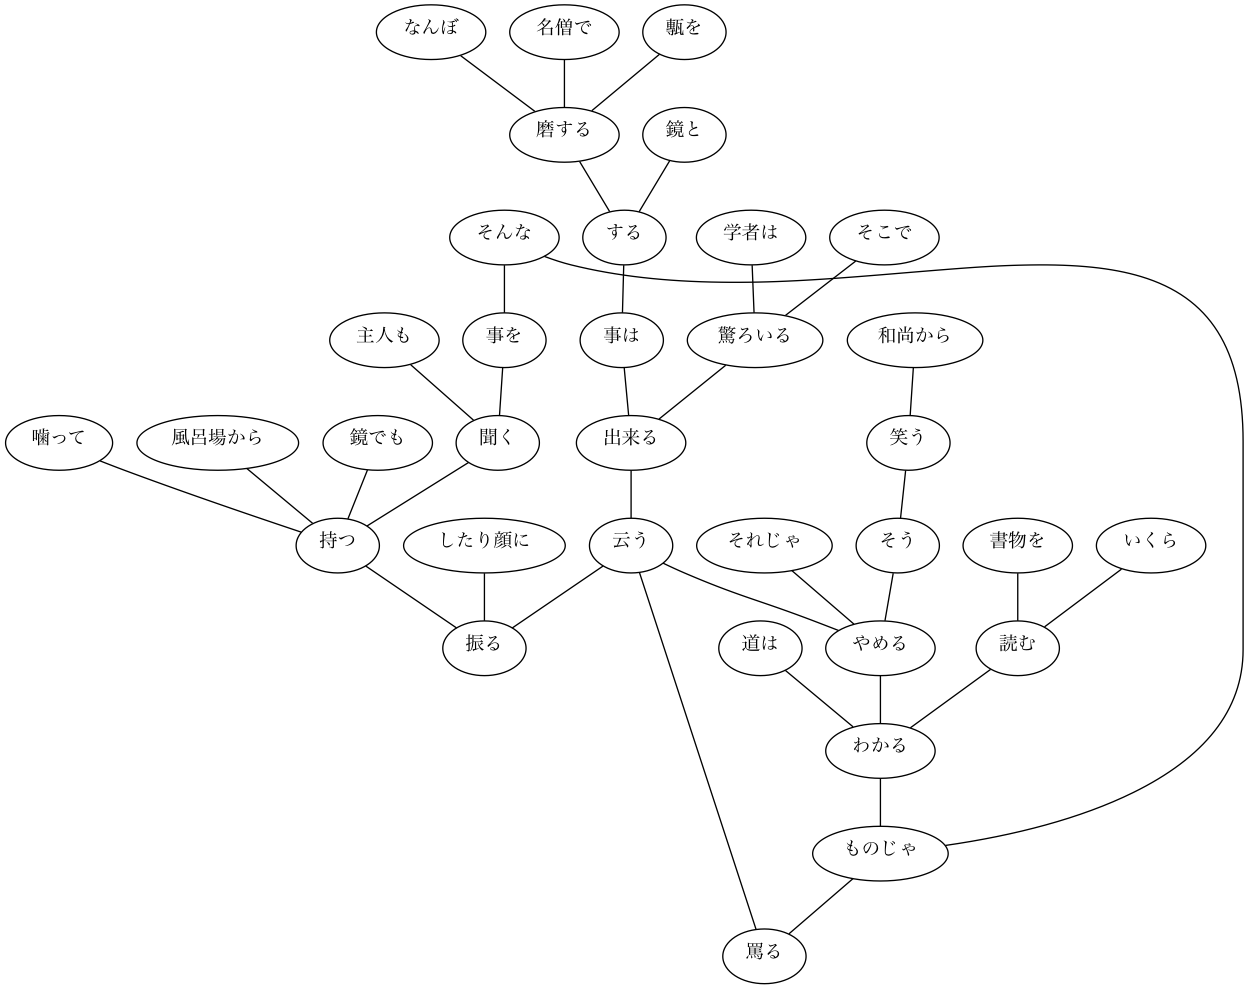 なんぼ 名僧で 甎を
磨する 鏡と
そんな する 学者は そこで
主人も 事を 事は 驚ろいる 和尚から
噛って 風呂場から 鏡でも 聞く 出来る 笑う
持つ したり顔に 云う それじゃ そう 書物を いくら
振る 道は やめる 読む
わかる
ものじゃ
罵る